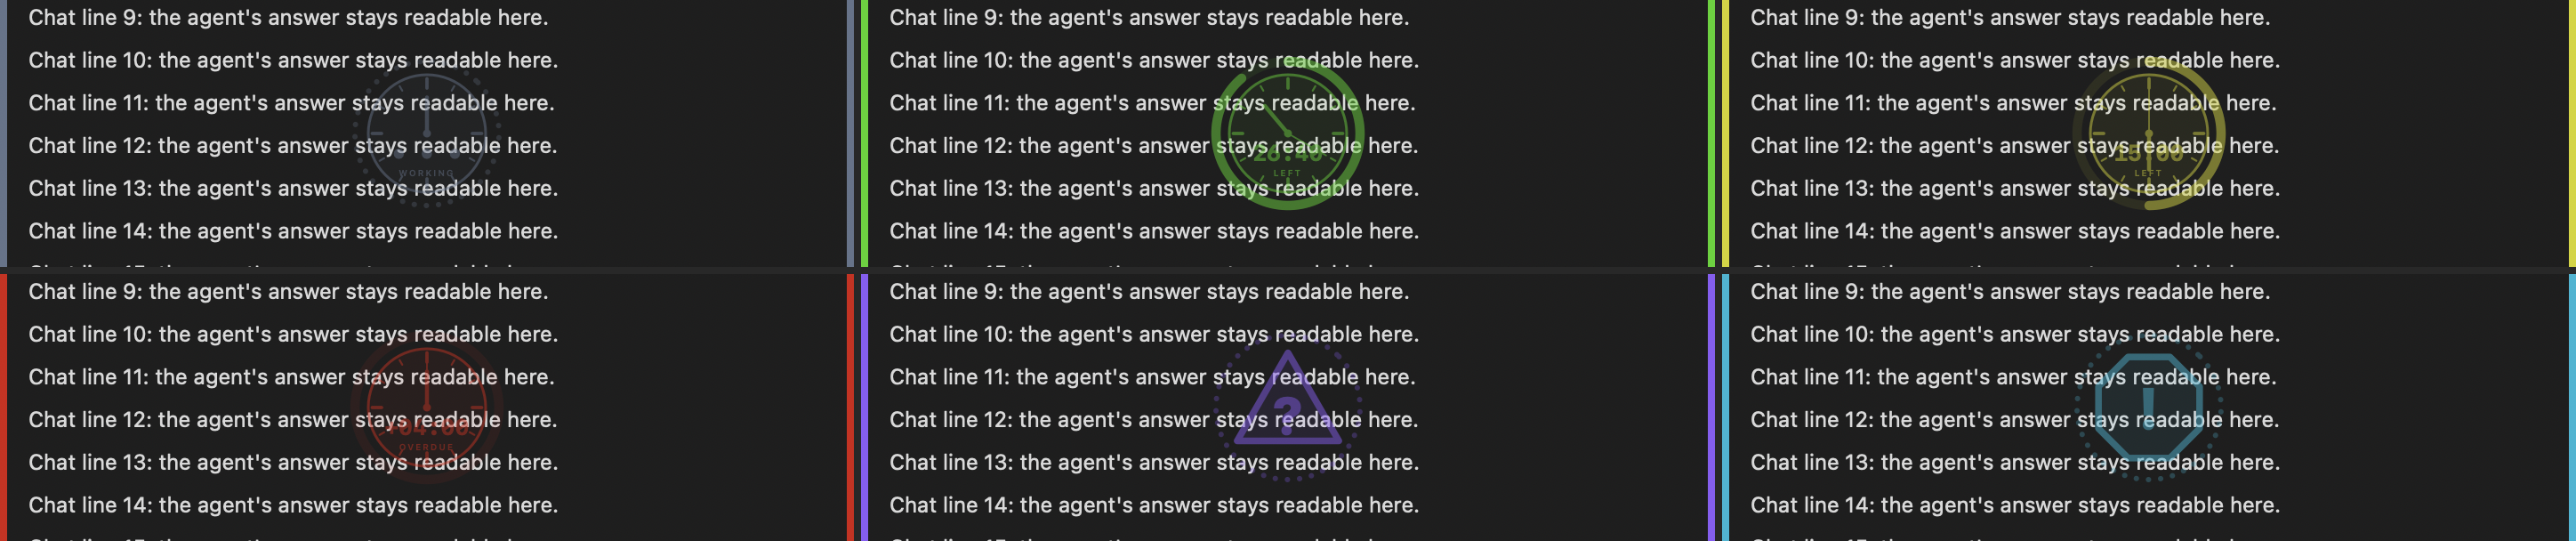 Chat line 9: the agent's answer stays readable here.
Chat line 10: the agent's answer stays readable here.
Chat line 11: the agent's answer stays readable here.
Chat line 12: the agent's answer stays readable here.
WORKING
Chat line 13: the agent's answer stays readable here.
Chat line 14: the agent's answer stays readable here.
Chat line 9: the agent's answer stays readable here.
Chat line 10: the agent's answer stays readable here.
Chat line 11: the agent's answer stays readable here.
Chat line 12: the agent's answer stays readable here.
26:40
LEFT
Chat line 13: the agent's answer stays readable here.
Chat line 14: the agent's answer stays readable here.
Chat line 9: the agent's answer stays readable here.
Chat line 10: the agent's answer stays readable here.
Chat line 11: the agent's answer stays readable here.
Chat line 12: the agent's answer stays readable here.
15:00
LEFT
Chat line 13: the agent's answer stays readable here.
Chat line 14: the agent's answer stays readable here.
Chat line 9: the agent's answer stays readable here.
Chat line 10: the agent's answer stays readable here.
Chat line 11: the agent's answer stays readable here.
Chat line 12: the agent's answer stays readable here.
+04:00
OVERDUE
Chat line 13: the agent's answer stays readable here.
Chat line 14: the agent's answer stays readable here.
Chat line 9: the agent's answer stays readable here.
Chat line 10: the agent's answer stays readable here.
Chat line 11: the agent's answer stays readable here.
?
Chat line 12: the agent's answer stays readable here.
Chat line 13: the agent's answer stays readable here.
Chat line 14: the agent's answer stays readable here.
Chat line 9: the agent's answer stays readable here.
Chat line 10: the agent's answer stays readable here.
Chat line 11: the agent's answer stays readable here.
!
Chat line 12: the agent's answer stays readable here.
Chat line 13: the agent's answer stays readable here.
Chat line 14: the agent's answer stays readable here.